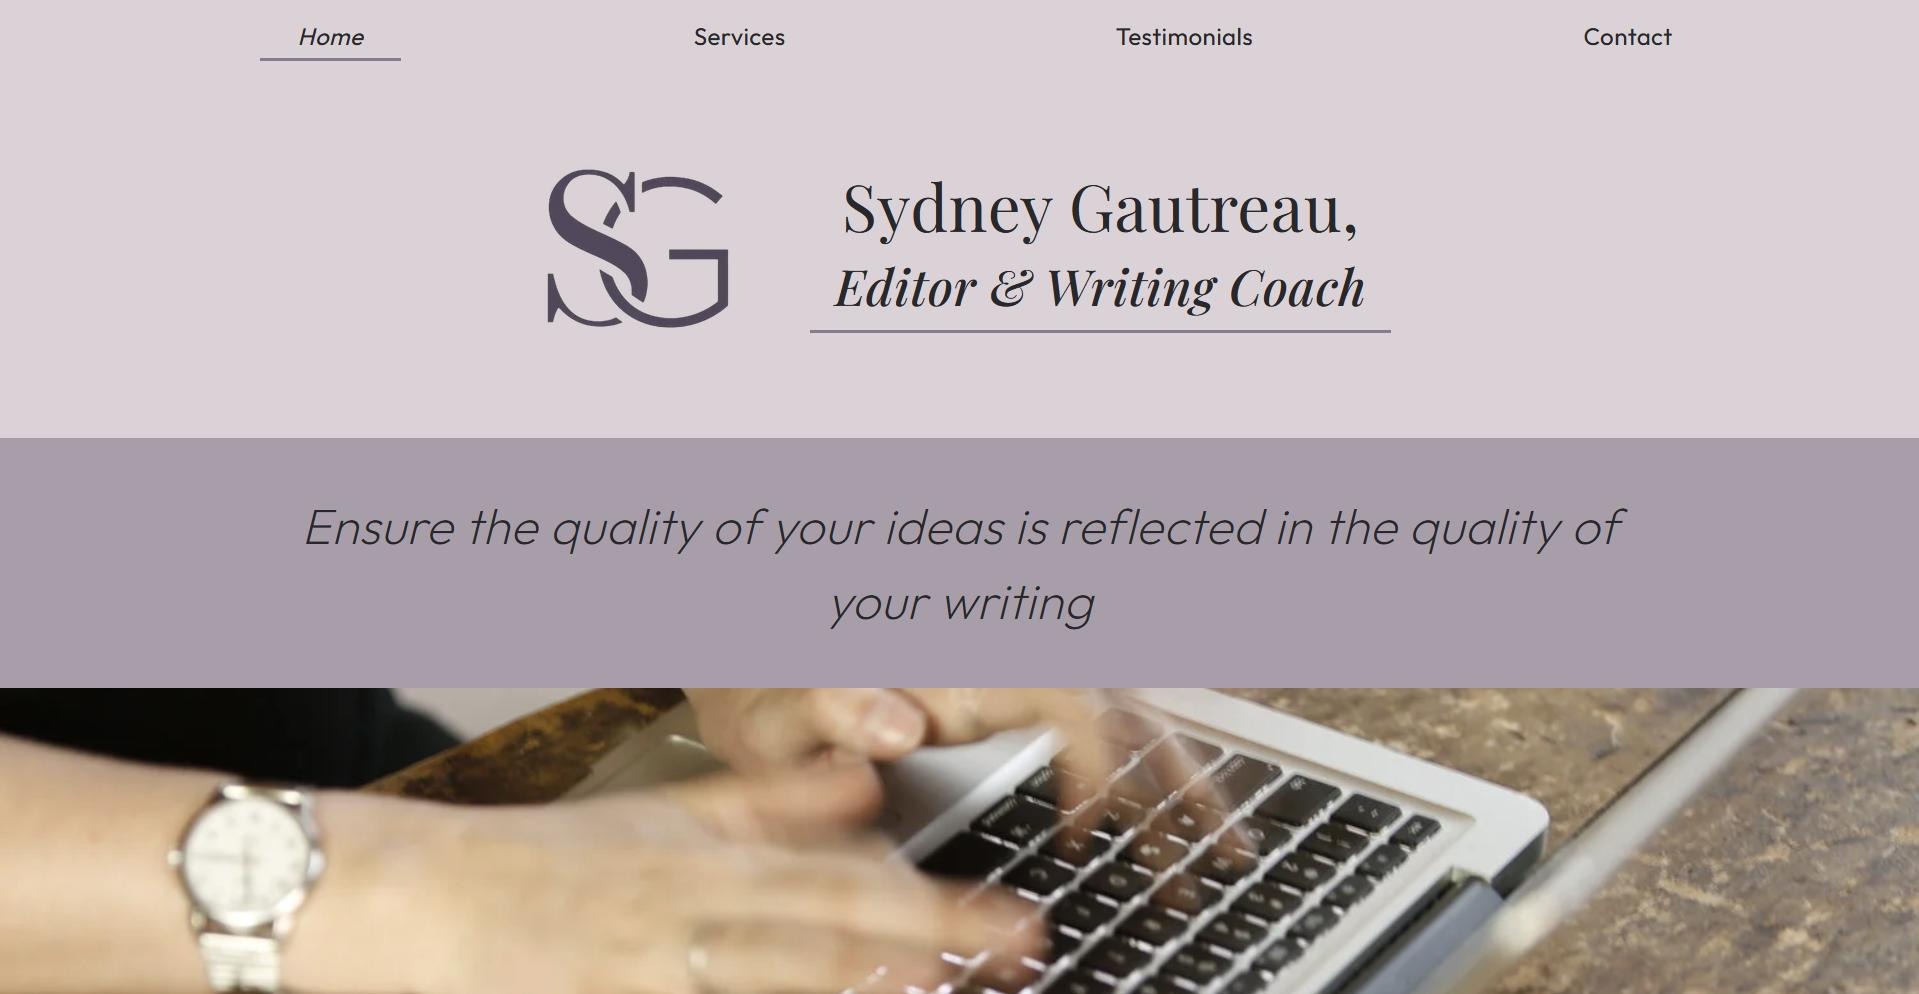 Home
Services
Testimonials
Contact
SG
Sydney Gautreau,
Editor & Writing Coach
Ensure the quality of your ideas is reflected in the quality of
your writing